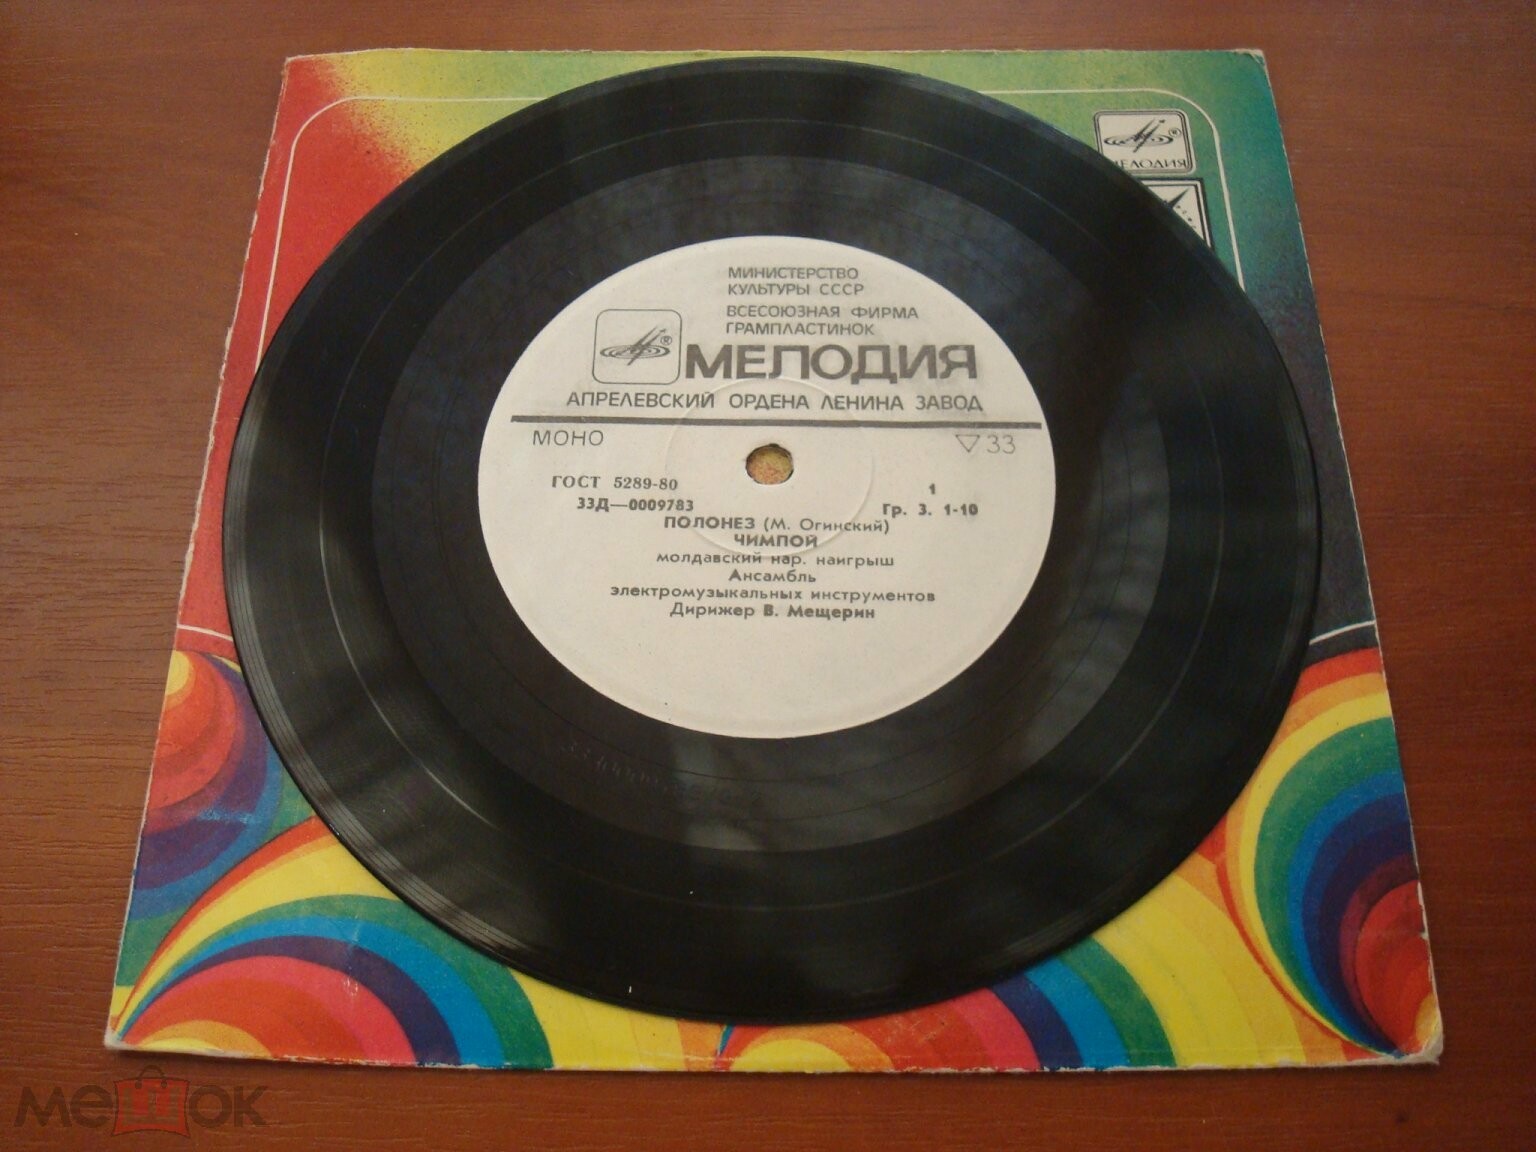 МЕЛОДИЯ
МИНИСТЕРСТВО
КУЛЬТУРЫ СССР
ВСЕСОЮЗНАЯ ФИРМА
ГРАМПЛАСТИНОК
® МЕЛОДИЯ
АПРЕЛЕВСКИЙ ОРДЕНА ЛЕНИНА ЗАВОД
МОНО ▽ 33
ГОСТ 5289-80 1
33Д—0009783 Гр. 3. 1-10
ПОЛОНЕЗ (М. Огинский)
ЧИМПОЙ
молдавский нар. наигрыш
Ансамбль
электромузыкальных инструментов
Дирижер В. Мещерин
мешок